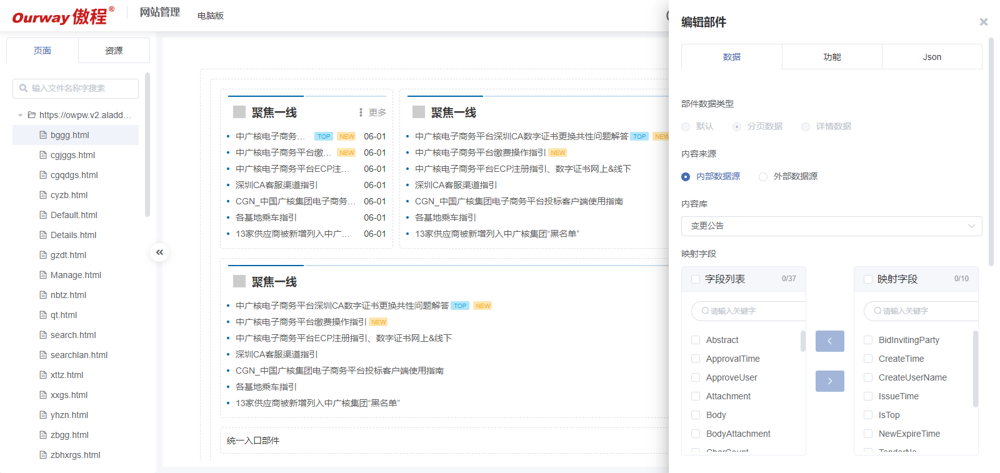 Ourway 傲程®
网站管理
电脑版
页面
资源
输入文件名称字搜索
https://owpw.v2.aladd...
bggg.html
cgjggs.html
cgqdgs.html
cyzb.html
Default.html
Details.html
gzdt.html
Manage.html
nbtz.html
qt.html
search.html
searchlan.html
xttz.html
xxgs.html
yhzn.html
zbgg.html
zbhxrgs.html
聚焦一线
更多
中广核电子商务... TOP NEW 06-01
中广核电子商务平台缴... NEW 06-01
中广核电子商务平台ECP注... 06-01
深圳CA客服渠道指引 06-01
CGN_中国广核集团电子商务... 06-01
各基地乘车指引 06-01
13家供应商被新增列入中广... 06-01
聚焦一线
中广核电子商务平台深圳CA数字证书更换共性问题解答 TOP NEW
中广核电子商务平台缴费操作指引 NEW
中广核电子商务平台ECP注册指引、数字证书网上&线下
深圳CA客服渠道指引
CGN_中国广核集团电子商务平台投标客户端使用指南
各基地乘车指引
13家供应商被新增列入中广核集团“黑名单”
聚焦一线
中广核电子商务平台深圳CA数字证书更换共性问题解答 TOP NEW
中广核电子商务平台缴费操作指引 NEW
中广核电子商务平台ECP注册指引、数字证书网上&线下
深圳CA客服渠道指引
CGN_中国广核集团电子商务平台投标客户端使用指南
各基地乘车指引
13家供应商被新增列入中广核集团“黑名单”
统一入口部件
编辑部件
数据
功能
Json
部件数据类型
默认
分页数据
详情数据
内容来源
内部数据源
外部数据源
内容库
变更公告
映射字段
字段列表 0/37
请输入关键字
Abstract
ApprovalTime
ApproveUser
Attachment
Body
BodyAttachment
CharCount
映射字段 0/10
请输入关键字
BidInvitingParty
CreateTime
CreateUserName
IssueTime
IsTop
NewExpireTime
TenderNo